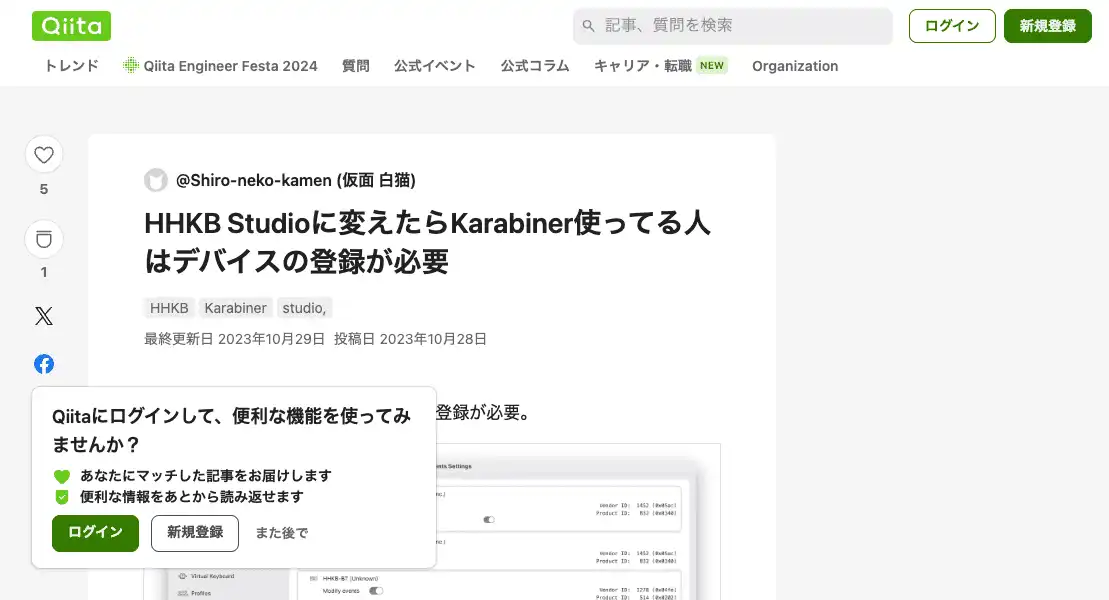 Qiita
記事、質問を検索
ログイン
新規登録
トレンド
Qiita Engineer Festa 2024
質問
公式イベント
公式コラム
キャリア・転職 NEW
Organization
5
1
@Shiro-neko-kamen (仮面 白猫)
HHKB Studioに変えたらKarabiner使ってる人
はデバイスの登録が必要
HHKB
Karabiner
studio,
最終更新日 2023年10月29日 投稿日 2023年10月28日
登録が必要。
Qiitaにログインして、便利な機能を使ってみ
ませんか?
あなたにマッチした記事をお届けします
便利な情報をあとから読み返せます
ログイン
新規登録
また後で
Settings
Vendor ID: 1452 (0x05ac)
Product ID: 832 (0x0340)
Vendor ID: 1452 (0x05ac)
Product ID: 832 (0x0340)
Virtual Keyboard
Profiles
HHKB-BT (Unknown)
Modify events
Vendor ID: 1278 (0x04fe)
Product ID: 514 (0x0202)